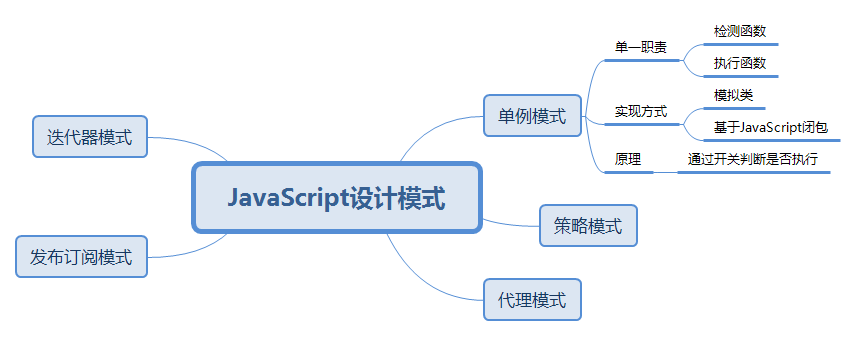 JavaScript设计模式
单例模式
单一职责
检测函数
执行函数
实现方式
模拟类
基于JavaScript闭包
原理
通过开关判断是否执行
策略模式
代理模式
迭代器模式
发布订阅模式